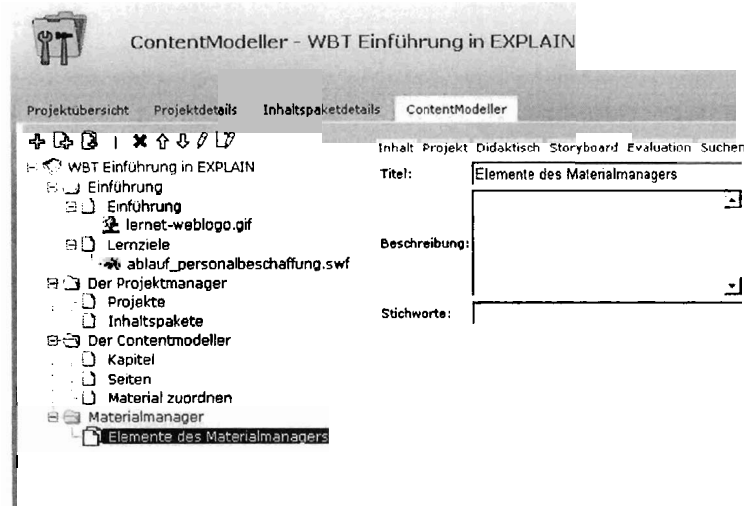 ContentModeller - WBT Einführung in EXPLAIN
Projektübersicht Projektdetails Inhaltspaketdetails ContentModeller
Inhalt Projekt Didaktisch Storyboard Evaluation Suchen
WBT Einführung in EXPLAIN
Einführung
Einführung
lernet-weblogo.gif
Lernziele
ablauf_personalbeschaffung.swf
Der Projektmanager
Projekte
Inhaltspakete
Der Contentmodeller
Kapitel
Seiten
Material zuordnen
Materialmanager
Elemente des Materialmanagers
Titel: Elemente des Materialmanagers
Beschreibung:
Stichworte: